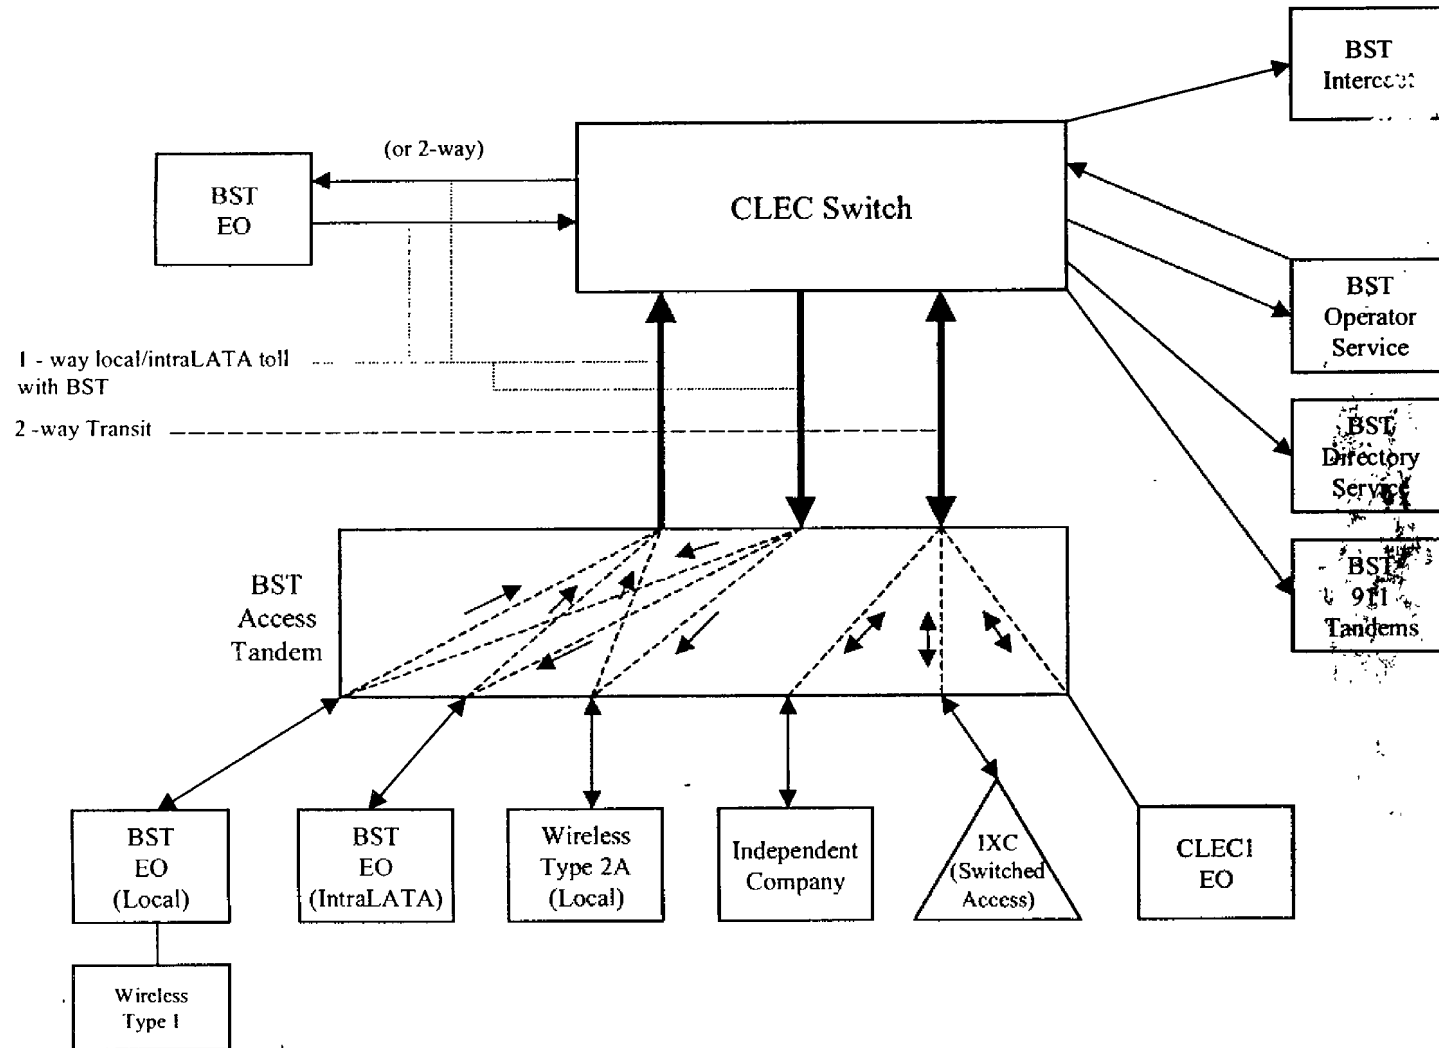 BST
Intercept
(or 2-way)
BST
EO
CLEC Switch
BST
Operator
Service
1 - way local/intraLATA toll
with BST
2 -way Transit
BST
Directory
Service
BST
911
Tandems
BST
Access
Tandem
BST
EO
(Local)
BST
EO
(IntraLATA)
Wireless
Type 2A
(Local)
Independent
Company
IXC
(Switched
Access)
CLEC1
EO
Wireless
Type 1